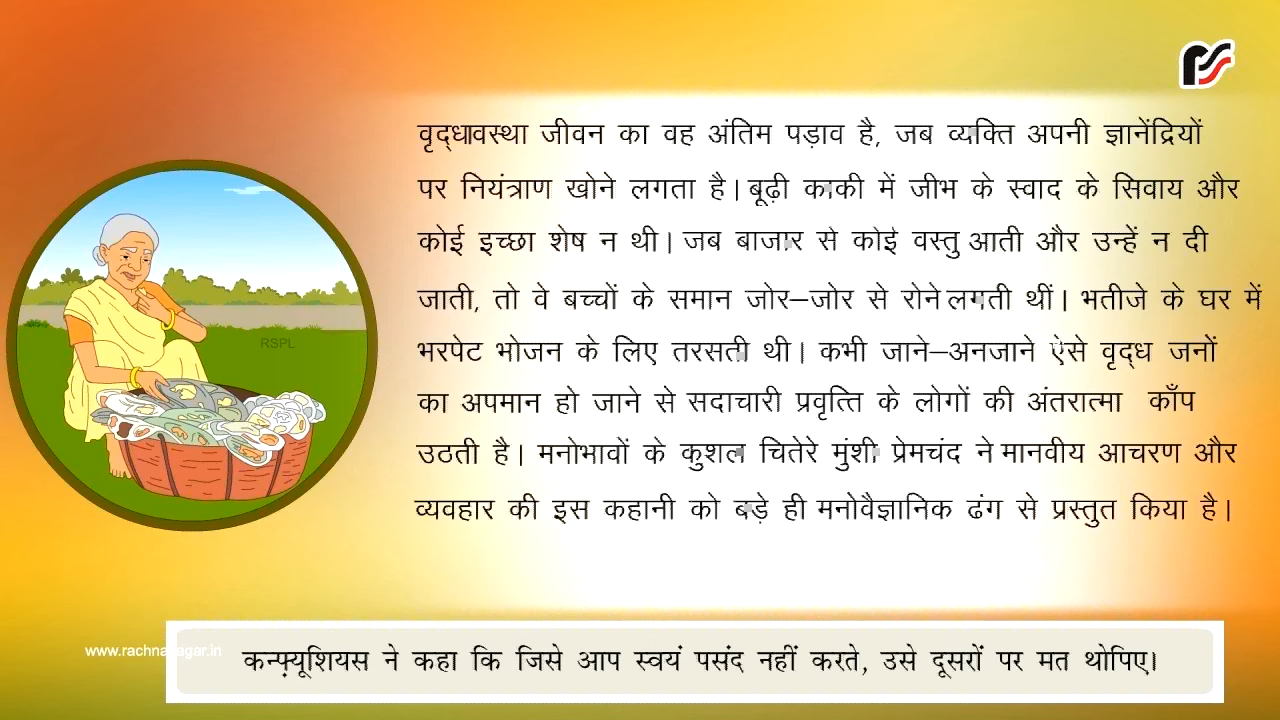 वृद्धावस्था जीवन का वह अंतिम पड़ाव है, जब व्यक्ति अपनी ज्ञानेंद्रियों
पर नियंत्राण खोने लगता है। बूढ़ी काकी में जीभ के स्वाद के सिवाय और
कोई इच्छा शेष न थी। जब बाजार से कोई वस्तु आती और उन्हें न दी
जाती, तो वे बच्चों के समान जोर–जोर से रोने लगती थीं। भतीजे के घर में
भरपेट भोजन के लिए तरसती थी। कभी जाने–अनजाने ऐसे वृद्ध जनों
का अपमान हो जाने से सदाचारी प्रवृत्ति के लोगों की अंतरात्मा काँप
उठती है। मनोभावों के कुशल चितेरे मुंशी प्रेमचंद ने मानवीय आचरण और
व्यवहार की इस कहानी को बड़े ही मनोवैज्ञानिक ढंग से प्रस्तुत किया है।
RSPL
कन्फ़्यूशियस ने कहा कि जिसे आप स्वयं पसंद नहीं करते, उसे दूसरों पर मत थोपिए।